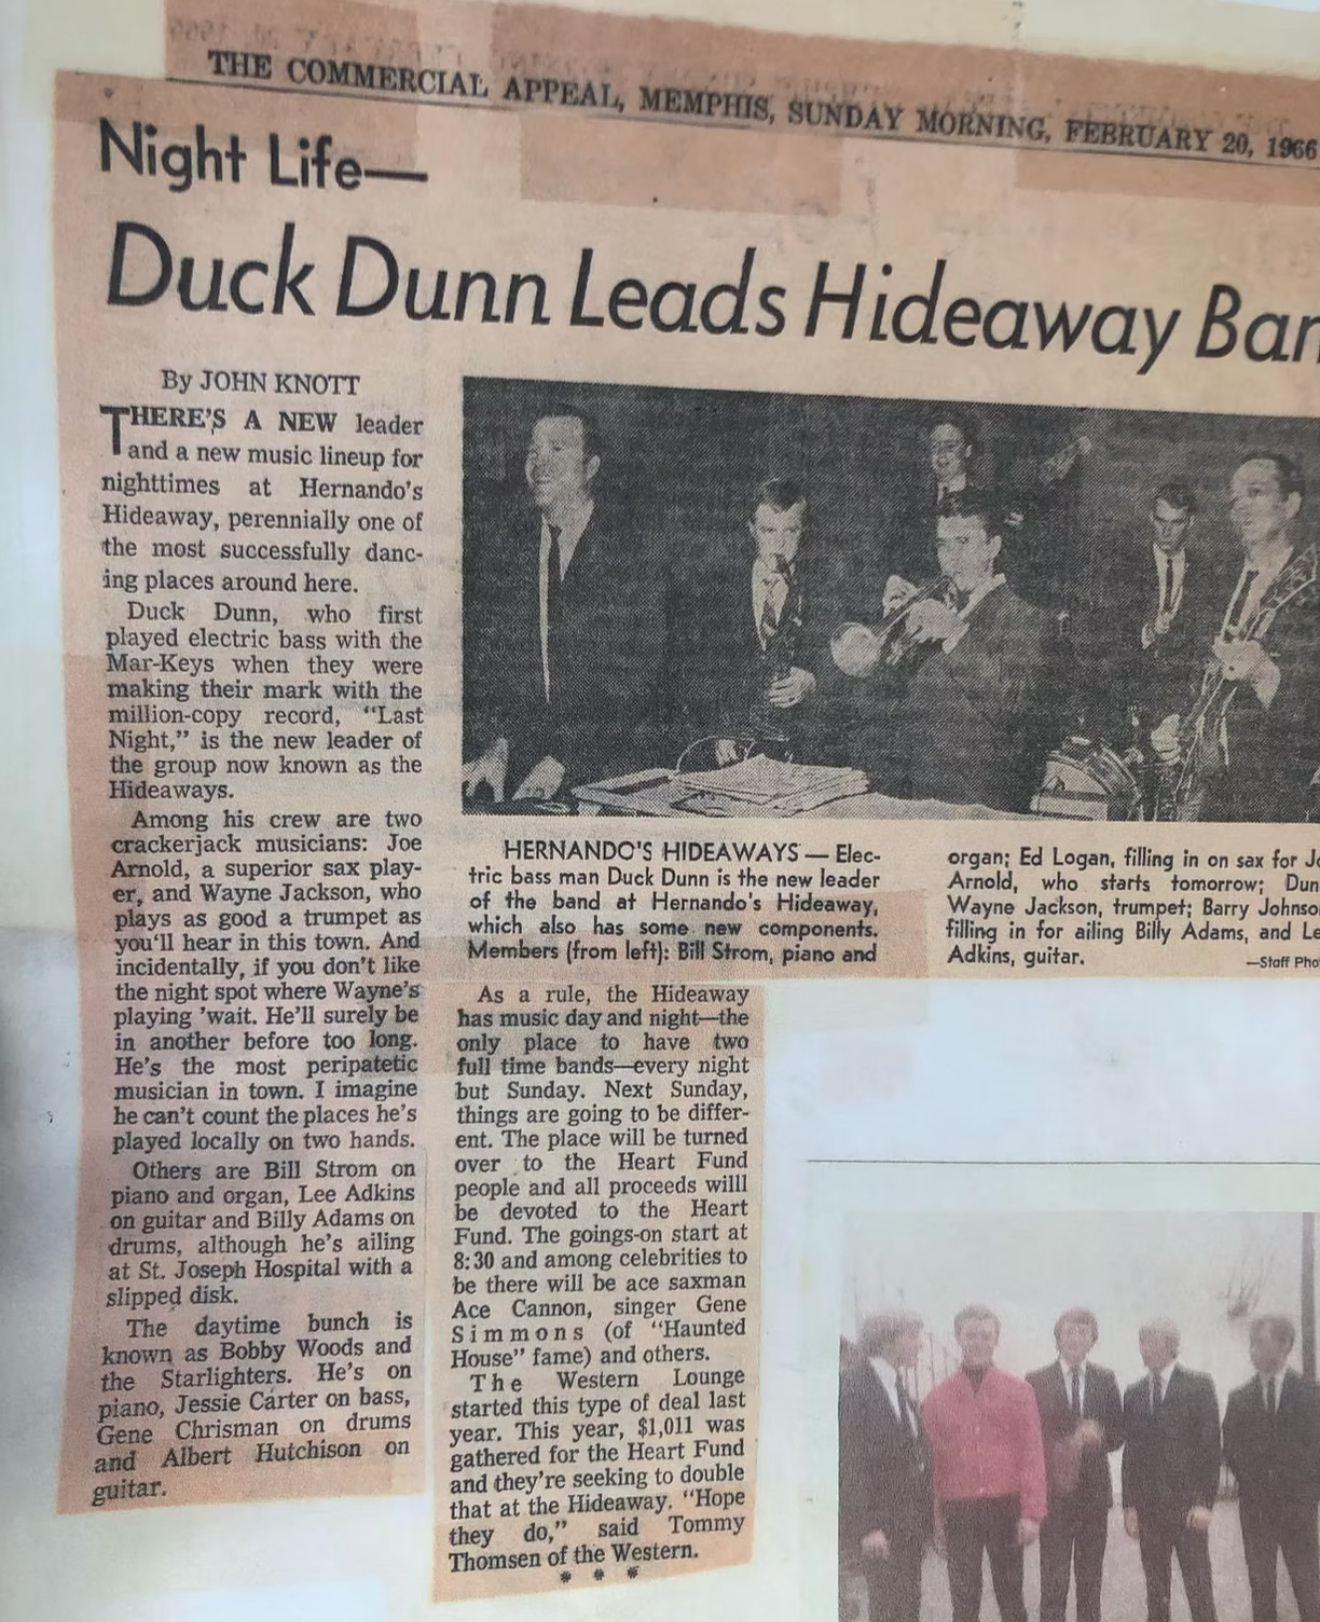 THE COMMERCIAL APPEAL, MEMPHIS, SUNDAY MORNING, FEBRUARY 20, 1966
Night Life—
Duck Dunn Leads Hideaway Ban
By JOHN KNOTT
THERE'S A NEW leader
and a new music lineup for
nighttimes at Hernando's
Hideaway, perennially one of
the most successfully danc-
ing places around here.
Duck Dunn, who first
played electric bass with the
Mar-Keys when they were
making their mark with the
million-copy record, "Last
Night," is the new leader of
the group now known as the
Hideaways.
Among his crew are two
crackerjack musicians: Joe
Arnold, a superior sax play-
er, and Wayne Jackson, who
plays as good a trumpet as
you'll hear in this town. And
incidentally, if you don't like
the night spot where Wayne's
playing 'wait. He'll surely be
in another before too long.
He's the most peripatetic
musician in town. I imagine
he can't count the places he's
played locally on two hands.
Others are Bill Strom on
piano and organ, Lee Adkins
on guitar and Billy Adams on
drums, although he's ailing
at St. Joseph Hospital with a
slipped disk.
The daytime bunch is
known as Bobby Woods and
the Starlighters. He's on
piano, Jessie Carter on bass,
Gene Chrisman on drums
and Albert Hutchison on
guitar.
HERNANDO'S HIDEAWAYS — Elec-
tric bass man Duck Dunn is the new leader
of the band at Hernando's Hideaway,
which also has some new components.
Members (from left): Bill Strom, piano and
organ; Ed Logan, filling in on sax for Jo
Arnold, who starts tomorrow; Dun
Wayne Jackson, trumpet; Barry Johnso
filling in for ailing Billy Adams, and Le
Adkins, guitar.
—Staff Pho
As a rule, the Hideaway
has music day and night—the
only place to have two
full time bands—every night
but Sunday. Next Sunday,
things are going to be differ-
ent. The place will be turned
over to the Heart Fund
people and all proceeds willl
be devoted to the Heart
Fund. The goings-on start at
8:30 and among celebrities to
be there will be ace saxman
Ace Cannon, singer Gene
Simmons (of "Haunted
House" fame) and others.
The Western Lounge
started this type of deal last
year. This year, $1,011 was
gathered for the Heart Fund
and they're seeking to double
that at the Hideaway. "Hope
they do," said Tommy
Thomsen of the Western.
* * *